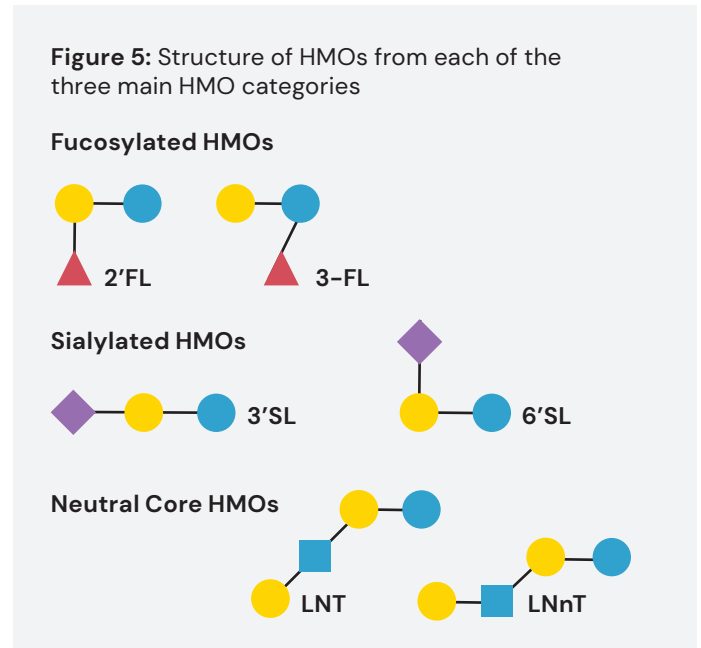 Figure 5: Structure of HMOs from each of the
three main HMO categories
Fucosylated HMOs
2’FL
3-FL
Sialylated HMOs
3’SL
6’SL
Neutral Core HMOs
LNT
LNnT